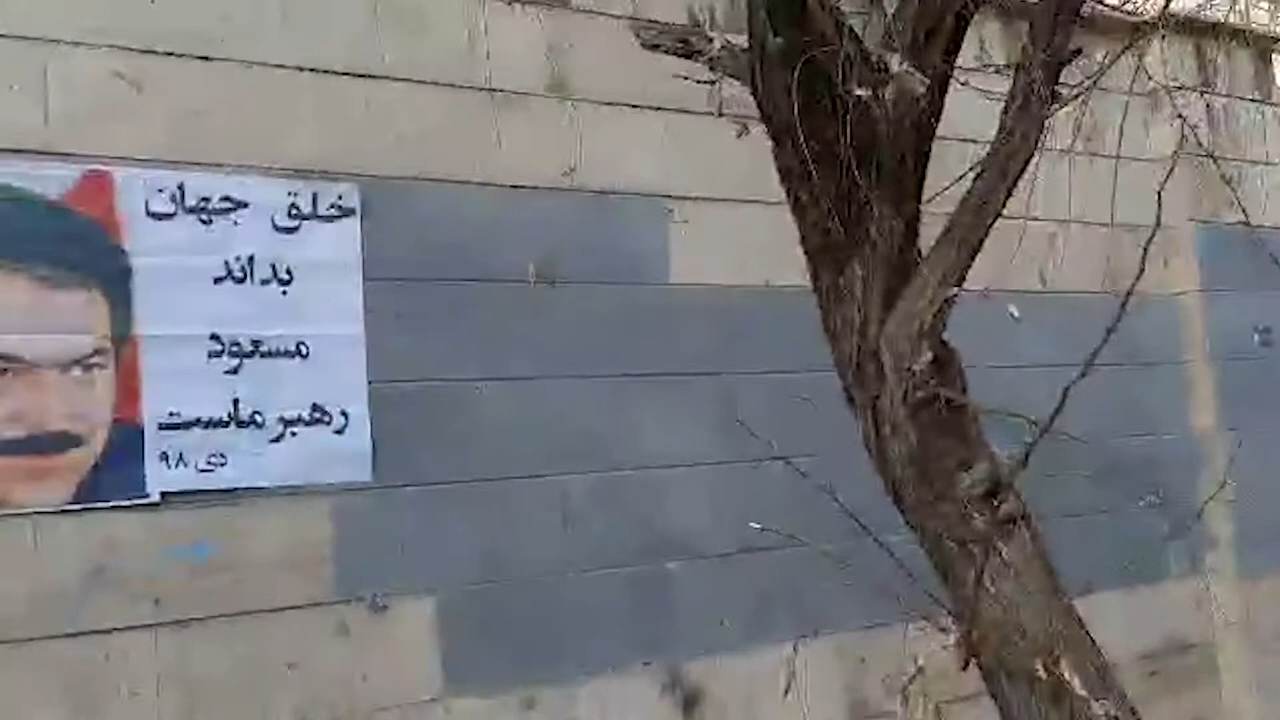 خلق جهان
بداند
مسعود
رهبر ماست
دی ۹۸